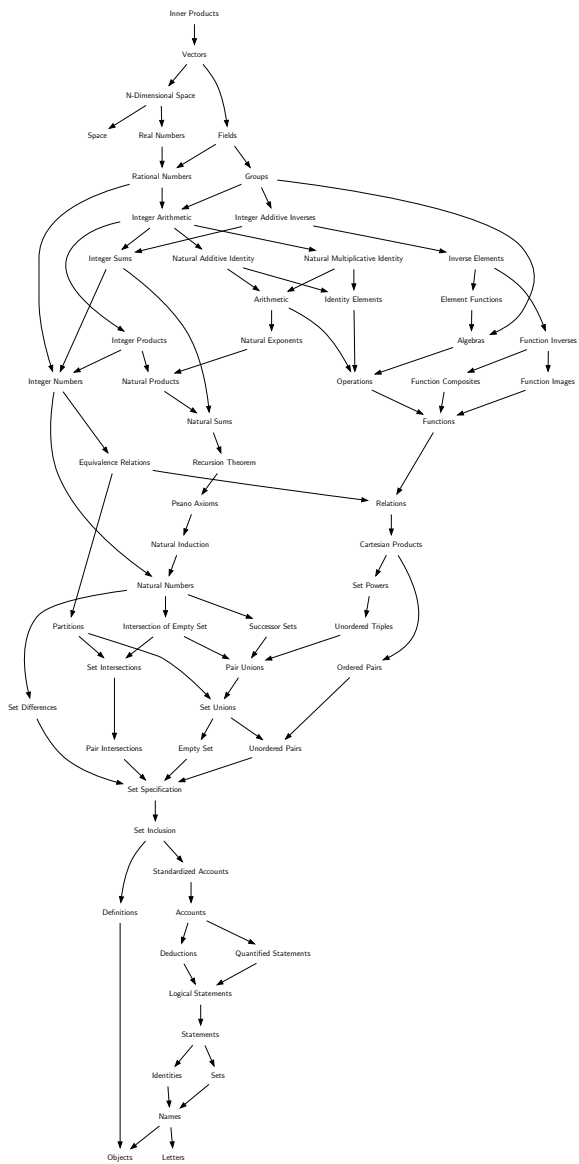 Inner Products
Vectors
N-Dimensional Space
Space
Real Numbers
Fields
Rational Numbers
Groups
Integer Arithmetic
Integer Additive Inverses
Integer Sums
Natural Additive Identity
Natural Multiplicative Identity
Inverse Elements
Arithmetic
Identity Elements
Element Functions
Integer Products
Natural Exponents
Algebras
Function Inverses
Integer Numbers
Natural Products
Operations
Function Composites
Function Images
Natural Sums
Functions
Equivalence Relations
Recursion Theorem
Peano Axioms
Relations
Natural Induction
Cartesian Products
Natural Numbers
Set Powers
Partitions
Intersection of Empty Set
Successor Sets
Unordered Triples
Set Intersections
Pair Unions
Ordered Pairs
Set Differences
Set Unions
Pair Intersections
Empty Set
Unordered Pairs
Set Specification
Set Inclusion
Standardized Accounts
Definitions
Accounts
Deductions
Quantified Statements
Logical Statements
Statements
Identities
Sets
Names
Objects
Letters